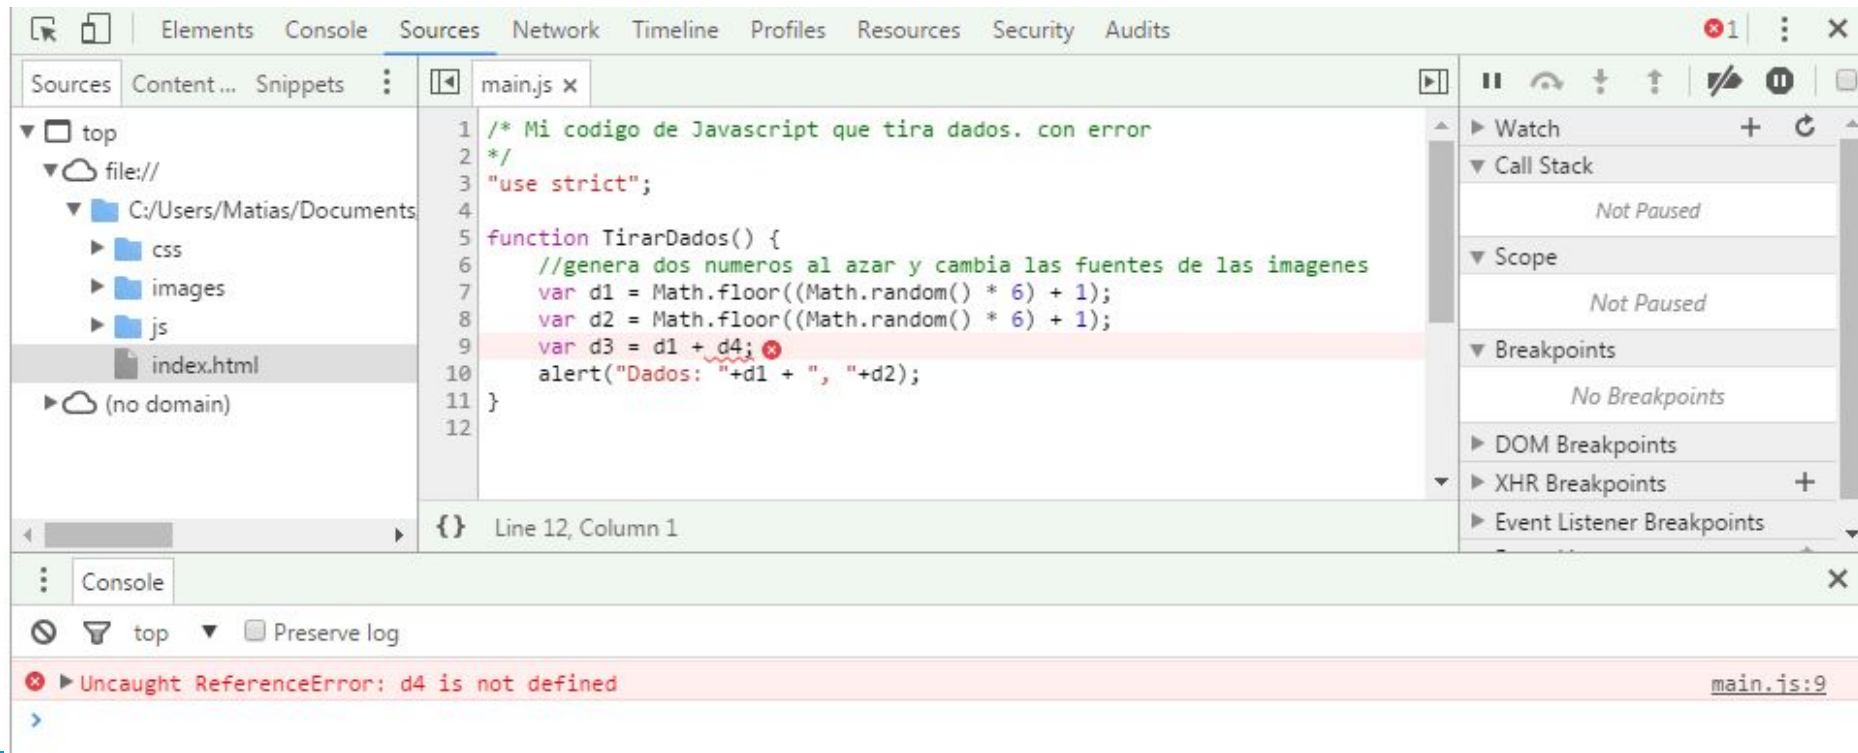 Elements Console Sources Network Timeline Profiles Resources Security Audits 1
Sources Content ... Snippets
main.js ×
top
file://
C:/Users/Matias/Documents
css
images
js
index.html
(no domain)
1 /* Mi codigo de Javascript que tira dados. con error
2 */
3 "use strict";
4
5 function TirarDados() {
6 //genera dos numeros al azar y cambia las fuentes de las imagenes
7 var d1 = Math.floor((Math.random() * 6) + 1);
8 var d2 = Math.floor((Math.random() * 6) + 1);
9 var d3 = d1 + d4;
10 alert("Dados: "+d1 + ", "+d2);
11 }
12
{} Line 12, Column 1
Watch
Call Stack
Not Paused
Scope
Not Paused
Breakpoints
No Breakpoints
DOM Breakpoints
XHR Breakpoints
Event Listener Breakpoints
Console
top Preserve log
Uncaught ReferenceError: d4 is not defined main.js:9